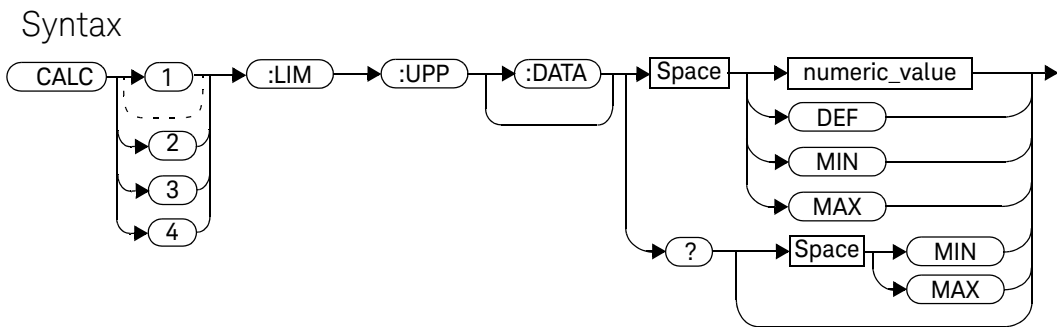 Syntax
CALC 1 :LIM :UPP :DATA Space numeric_value
DEF
2
MIN
3
MAX
4
? Space MIN
MAX